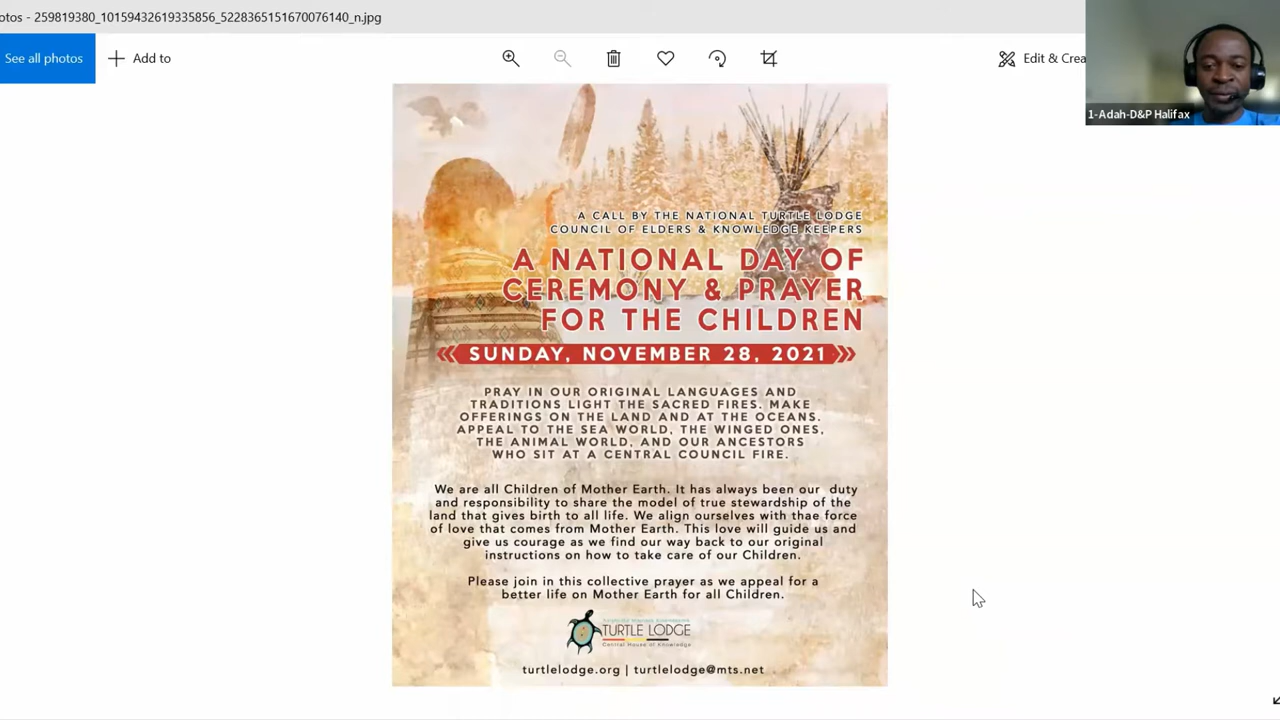 otos - 259819380_10159432619335856_5228365151670076140_n.jpg
See all photos
Add to
Edit & Crea
1-Adah-D&P Halifax
A CALL BY THE NATIONAL TURTLE LODGE
COUNCIL OF ELDERS & KNOWLEDGE KEEPERS
A NATIONAL DAY OF
CEREMONY & PRAYER
FOR THE CHILDREN
SUNDAY, NOVEMBER 28, 2021
PRAY IN OUR ORIGINAL LANGUAGES AND
TRADITIONS LIGHT THE SACRED FIRES. MAKE
OFFERINGS ON THE LAND AND AT THE OCEANS.
APPEAL TO THE SEA WORLD, THE WINGED ONES,
THE ANIMAL WORLD, AND OUR ANCESTORS
WHO SIT AT A CENTRAL COUNCIL FIRE.
We are all Children of Mother Earth. It has always been our duty
and responsibility to share the model of true stewardship of the
land that gives birth to all life. We align ourselves with thae force
of love that comes from Mother Earth. This love will guide us and
give us courage as we find our way back to our original
instructions on how to take care of our Children.
Please join in this collective prayer as we appeal for a
better life on Mother Earth for all Children.
TURTLE LODGE
Central House of Knowledge
turtlelodge.org | turtlelodge@mts.net